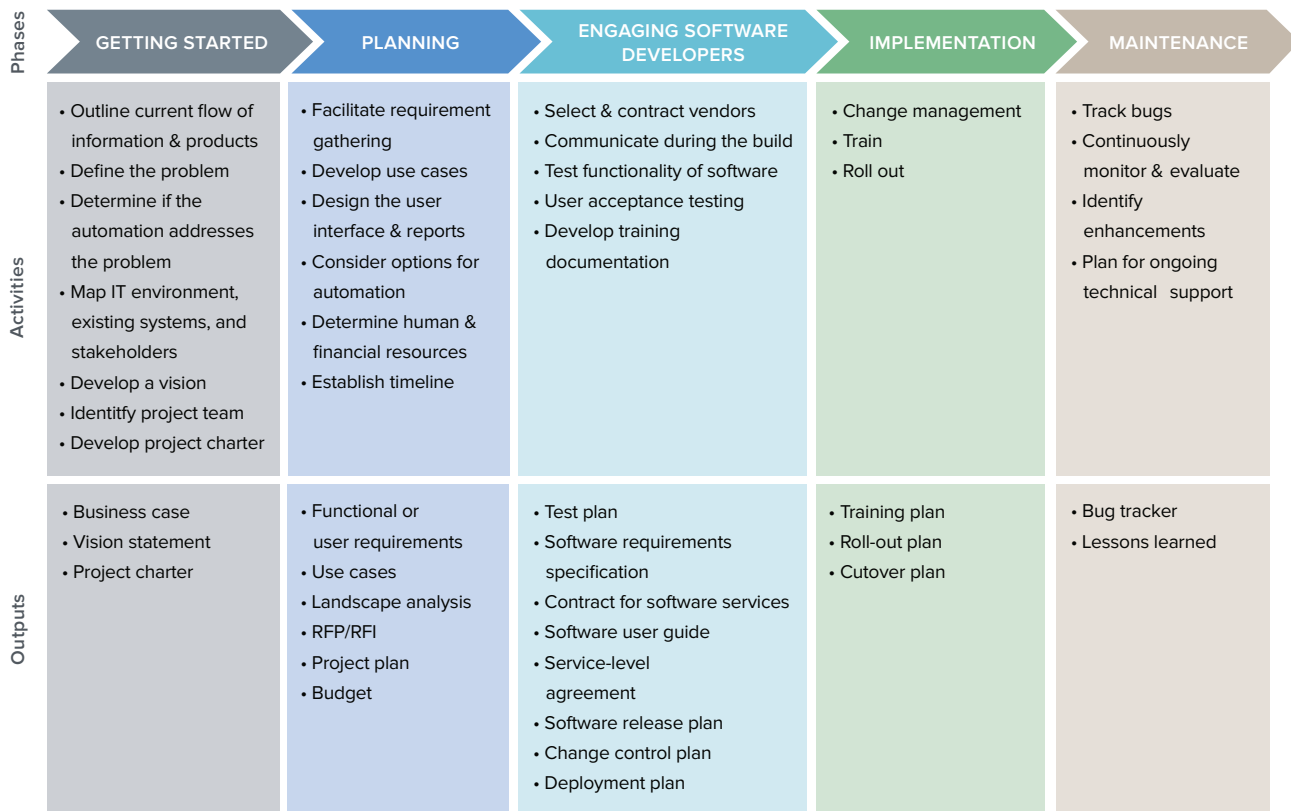 Phases
GETTING STARTED
PLANNING
ENGAGING SOFTWARE
DEVELOPERS
IMPLEMENTATION
MAINTENANCE
Activities
• Outline current flow of
information & products
• Define the problem
• Determine if the
automation addresses
the problem
• Map IT environment,
existing systems, and
stakeholders
• Develop a vision
• Identitfy project team
• Develop project charter
• Facilitate requirement
gathering
• Develop use cases
• Design the user
interface & reports
• Consider options for
automation
• Determine human &
financial resources
• Establish timeline
• Select & contract vendors
• Communicate during the build
• Test functionality of software
• User acceptance testing
• Develop training
documentation
• Change management
• Train
• Roll out
• Track bugs
• Continuously
monitor & evaluate
• Identify
enhancements
• Plan for ongoing
technical support
Outputs
• Business case
• Vision statement
• Project charter
• Functional or
user requirements
• Use cases
• Landscape analysis
• RFP/RFI
• Project plan
• Budget
• Test plan
• Software requirements
specification
• Contract for software services
• Software user guide
• Service-level
agreement
• Software release plan
• Change control plan
• Deployment plan
• Training plan
• Roll-out plan
• Cutover plan
• Bug tracker
• Lessons learned